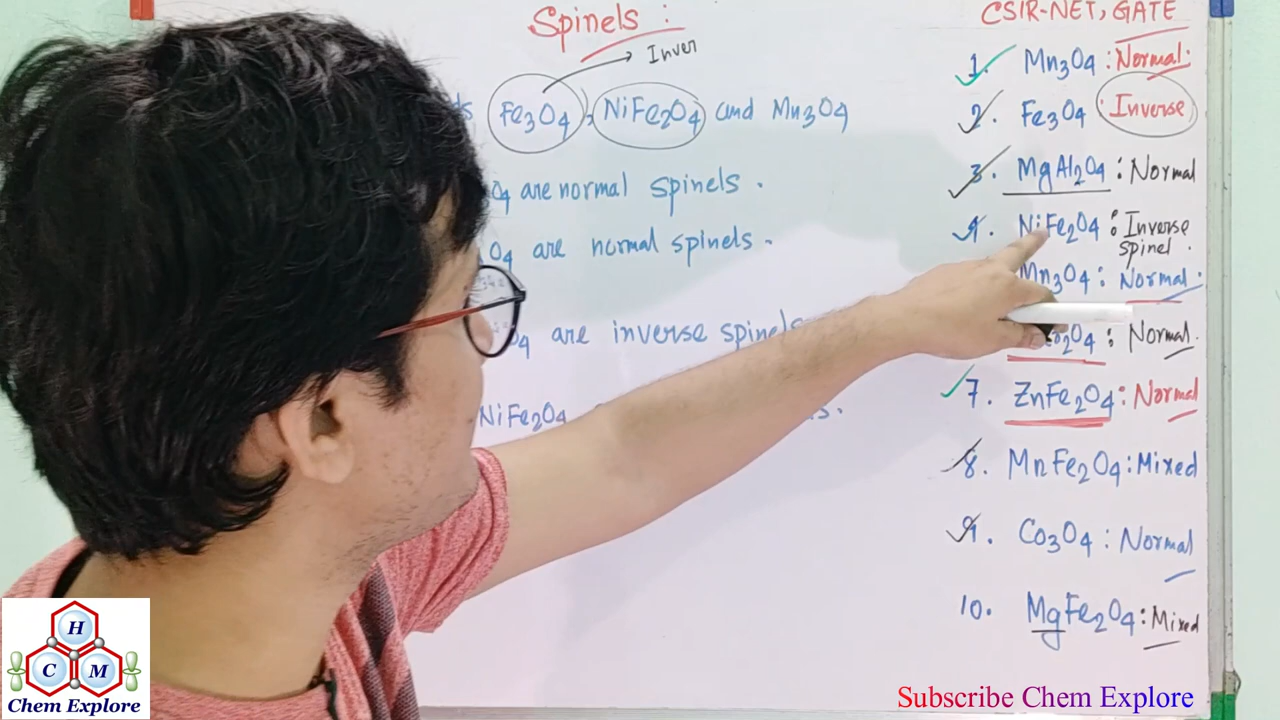 Spinels :
Inver
Fe3O4, NiFe2O4 and Mn3O4
O4 are normal spinels .
O4 are normal spinels .
O4 are inverse spinels
NiFe2O4
CSIR-NET, GATE
1. Mn3O4 : Normal
2. Fe3O4 : Inverse
3. MgAl2O4 : Normal
4. NiFe2O4 : Inverse
spinel .
Mn3O4 : Normal
2O4 : Normal
7. ZnFe2O4 : Normal
8. MnFe2O4 : Mixed
9. Co3O4 : Normal
10. MgFe2O4 : Mixed
H
C M
Chem Explore
Subscribe Chem Explore